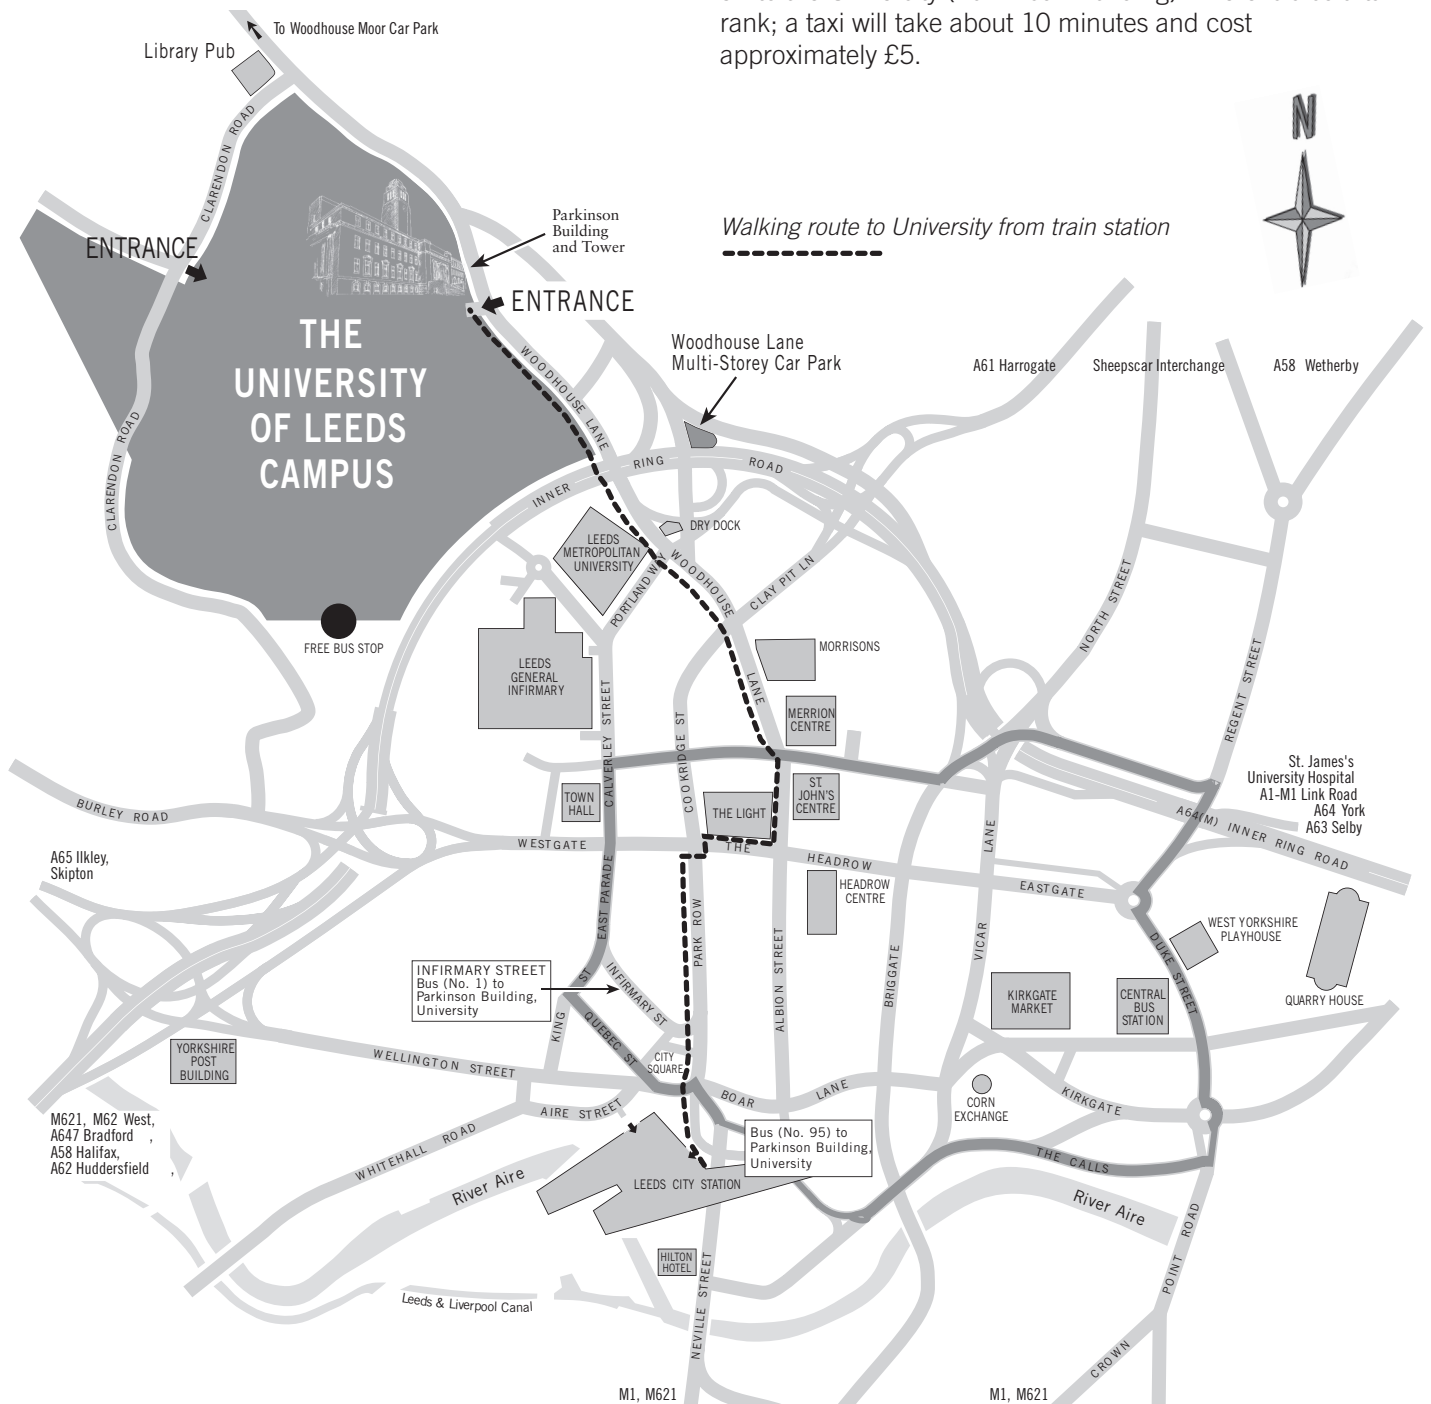 rank; a taxi will take about 10 minutes and cost
approximately £5.
To Woodhouse Moor Car Park
Library Pub
N
CLARENDON ROAD
Parkinson
Building
and Tower
Walking route to University from train station
ENTRANCE
ENTRANCE
THE
UNIVERSITY
OF LEEDS
CAMPUS
WOODHOUSE LANE
Woodhouse Lane
Multi-Storey Car Park
A61 Harrogate
Sheepscar Interchange
A58 Wetherby
CLARENDON ROAD
INNER RING ROAD
DRY DOCK
LEEDS
METROPOLITAN
UNIVERSITY
PORTLAND WAY
WOODHOUSE LANE
CLAY PIT LN
NORTH STREET
FREE BUS STOP
LEEDS
GENERAL
INFIRMARY
MORRISONS
REGENT STREET
CALVERLEY STREET
COOKRIDGE ST
MERRION
CENTRE
St. James's
University Hospital
A1-M1 Link Road
A64 York
A63 Selby
TOWN
HALL
THE LIGHT
ST.
JOHN'S
CENTRE
BURLEY ROAD
A64(M) INNER RING ROAD
WESTGATE
THE HEADROW
EASTGATE
A65 Ilkley,
Skipton
HEADROW
CENTRE
EAST PARADE
PARK ROW
ALBION STREET
BRIGGATE
VICAR LANE
DUKE STREET
WEST YORKSHIRE
PLAYHOUSE
QUARRY HOUSE
INFIRMARY STREET
Bus (No. 1) to
Parkinson Building,
University
INFIRMARY ST
KING ST
QUEBEC ST
CITY
SQUARE
KIRKGATE
MARKET
CENTRAL
BUS
STATION
YORKSHIRE
POST
BUILDING
WELLINGTON STREET
AIRE STREET
BOAR LANE
CORN
EXCHANGE
KIRKGATE
M621, M62 West,
A647 Bradford ,
A58 Halifax,
A62 Huddersfield ,
WHITEHALL ROAD
Bus (No. 95) to
Parkinson Building,
University
THE CALLS
River Aire
LEEDS CITY STATION
River Aire
HILTON
HOTEL
NEVILLE STREET
Leeds & Liverpool Canal
CROWN POINT ROAD
M1, M621
M1, M621